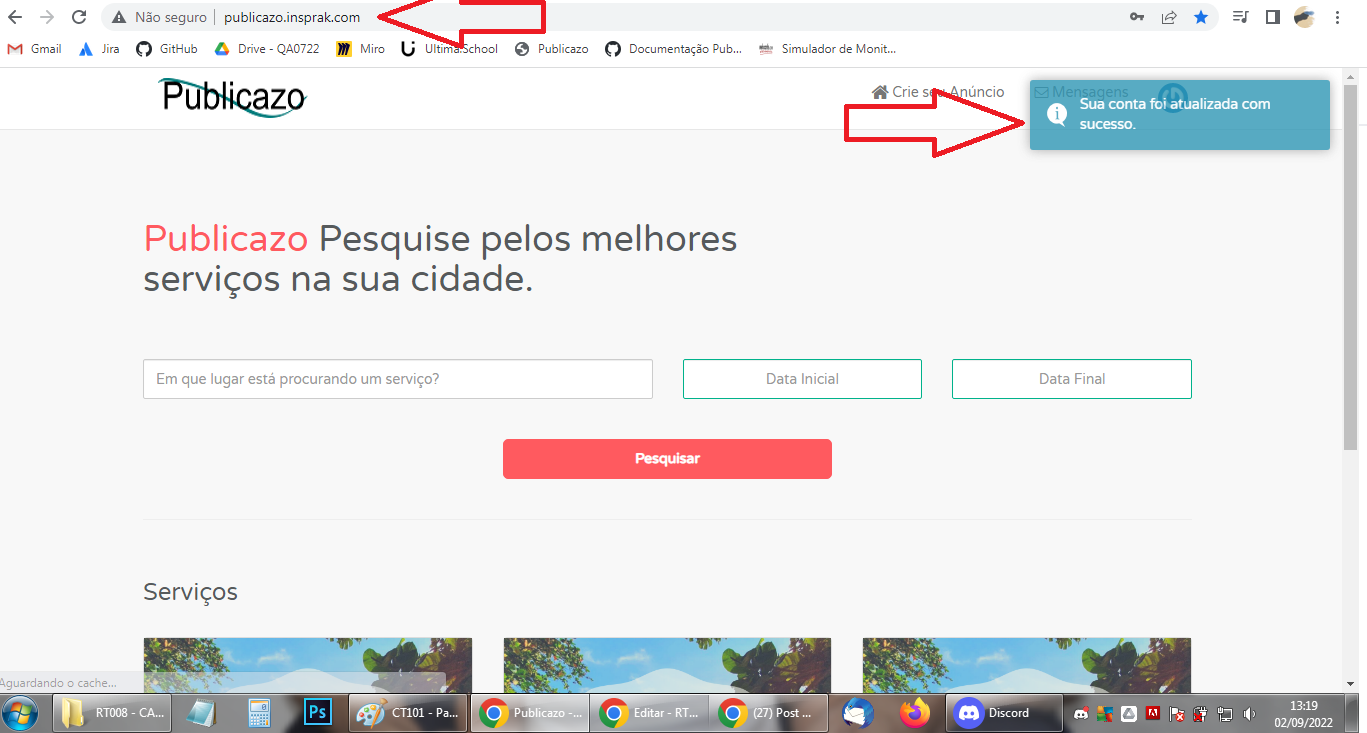 Não seguro publicazo.insprak.com
Gmail Jira GitHub Drive - QA0722 Miro UltimaSchool Publicazo Documentação Pub... Simulador de Monit...
Publicazo
Crie seu Anúncio Mensagens
Sua conta foi atualizada com
sucesso.
Publicazo Pesquise pelos melhores
serviços na sua cidade.
Em que lugar está procurando um serviço? Data Inicial Data Final
Pesquisar
Serviços
Aguardando o cache...
RT008 - CA... Ps CT101 - Pa... Publicazo -... Editar - RT... (27) Post ... Discord
13:19
02/09/2022